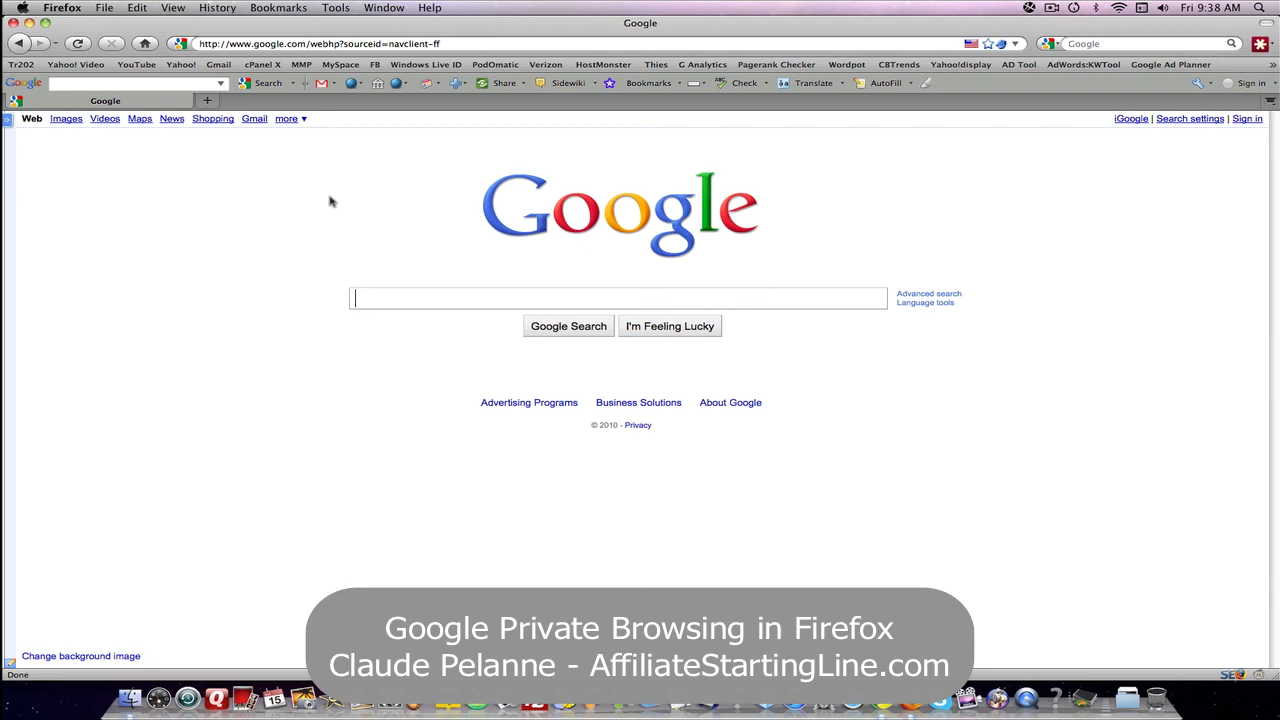 Firefox File Edit View History Bookmarks Tools Window Help Fri 9:38 AM
Google
http://www.google.com/webhp?sourceid=navclient-ff Google
Tr202 Yahoo! Video YouTube Yahoo! Gmail cPanel X MMP MySpace FB Windows Live ID PodOmatic Verizon HostMonster Thies G Analytics Pagerank Checker Wordpot CBTrends Yahoo!display AD Tool AdWords:KWTool Google Ad Planner »
Google Search Share Sidewiki Bookmarks Check Translate AutoFill Sign in
Google
Web Images Videos Maps News Shopping Gmail more ▼ iGoogle | Search settings | Sign in
Google
Advanced search
Language tools
Google Search I'm Feeling Lucky
Advertising Programs Business Solutions About Google
© 2010 - Privacy
Google Private Browsing in Firefox
Claude Pelanne - AffiliateStartingLine.com
Change background image
Done